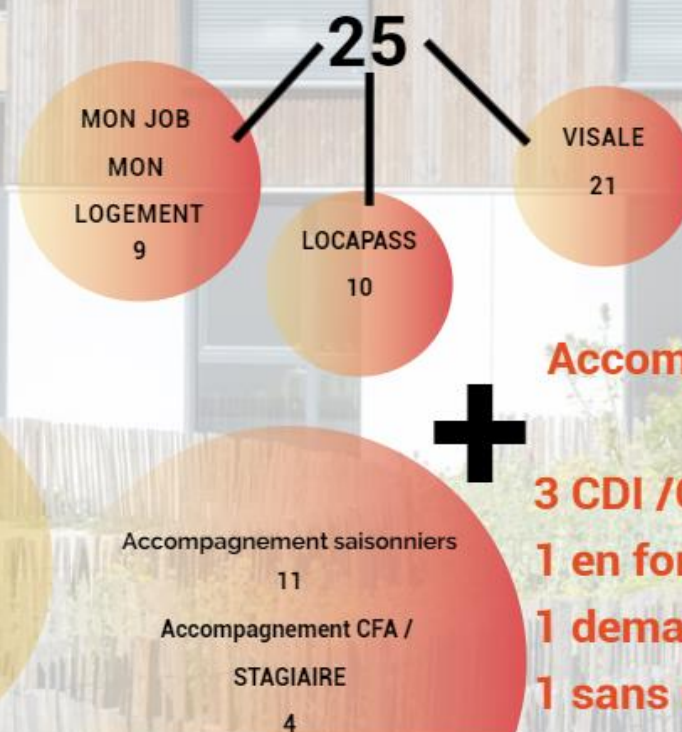 25
MON JOB
MON
LOGEMENT
9
LOCAPASS
10
VISALE
21
Accom
+
3 CDI /
1 en for
1 dema
1 sans
Accompagnement saisonniers
11
Accompagnement CFA /
STAGIAIRE
4